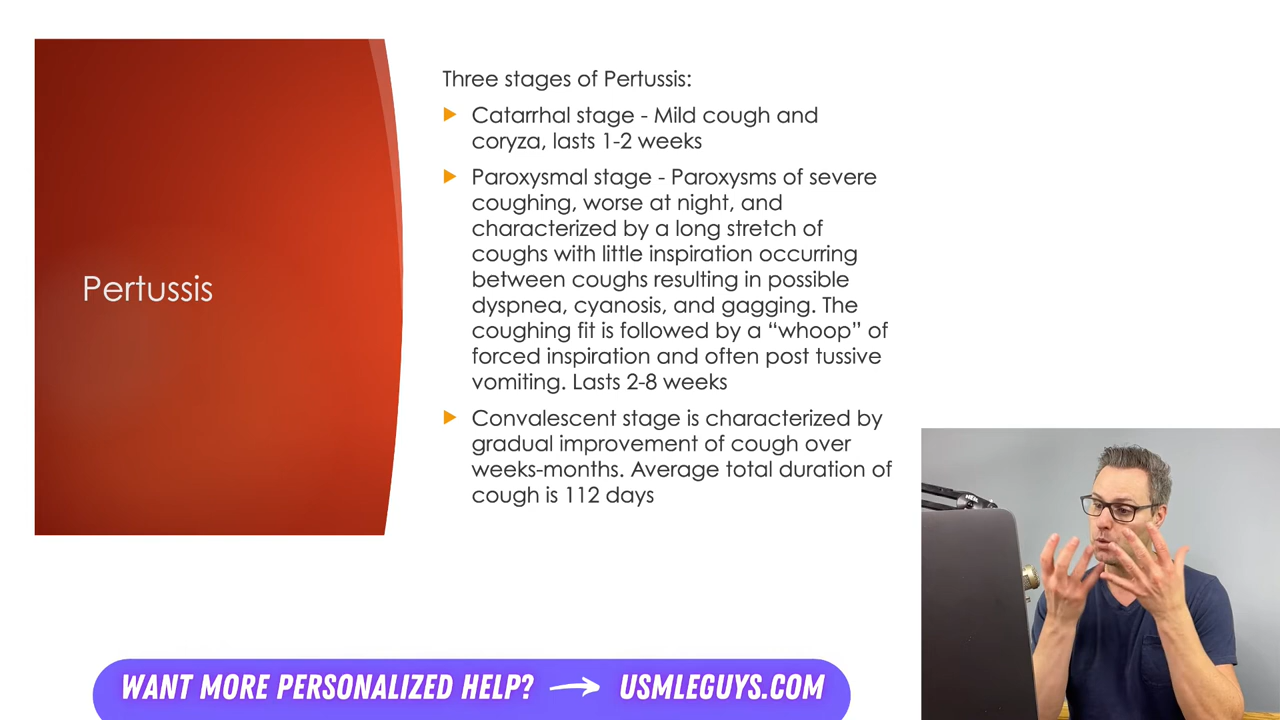 Three stages of Pertussis:
Catarrhal stage - Mild cough and
coryza, lasts 1-2 weeks
Paroxysmal stage - Paroxysms of severe
coughing, worse at night, and
characterized by a long stretch of
coughs with little inspiration occurring
between coughs resulting in possible
dyspnea, cyanosis, and gagging. The
coughing fit is followed by a “whoop” of
forced inspiration and often post tussive
vomiting. Lasts 2-8 weeks
Convalescent stage is characterized by
gradual improvement of cough over
weeks-months. Average total duration of
cough is 112 days
Pertussis
WANT MORE PERSONALIZED HELP? → USMLEGUYS.COM